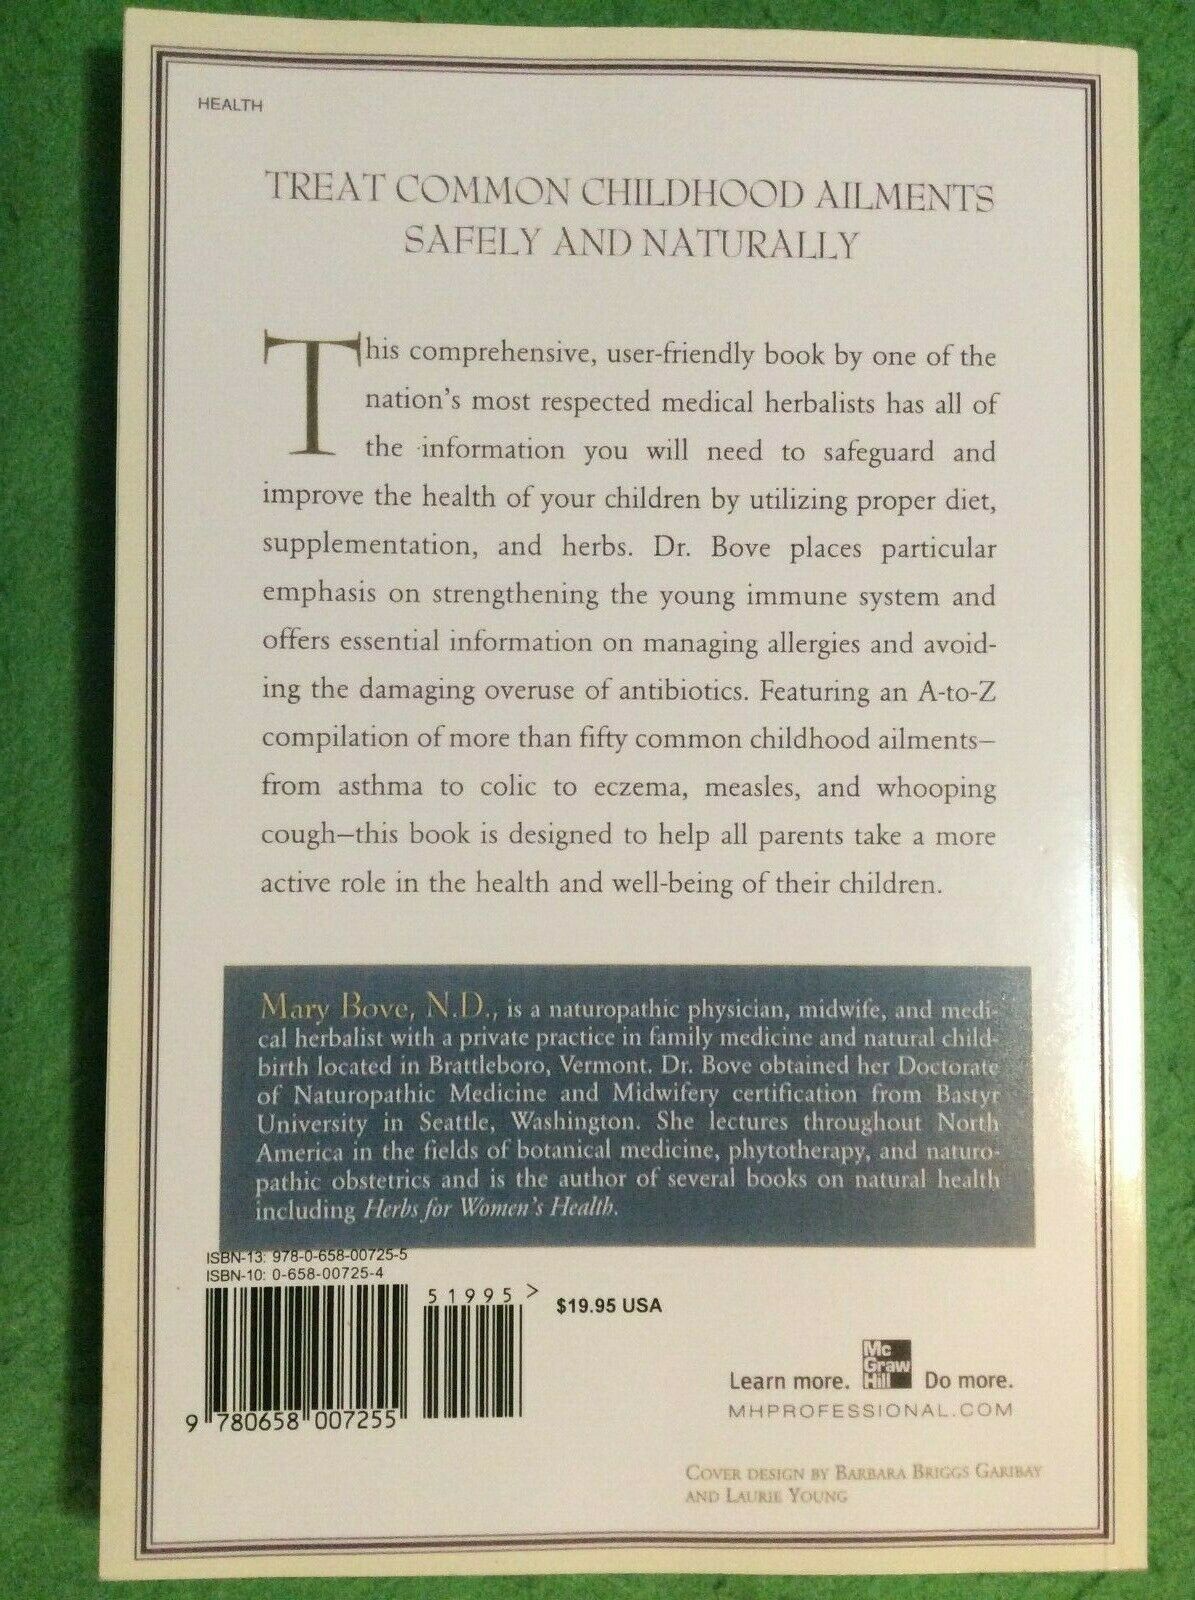 HEALTH
TREAT COMMON CHILDHOOD AILMENTS
SAFELY AND NATURALLY
This comprehensive, user-friendly book by one of the
nation's most respected medical herbalists has all of
the information you will need to safeguard and
improve the health of your children by utilizing proper diet,
supplementation, and herbs. Dr. Bove places particular
emphasis on strengthening the young immune system and
offers essential information on managing allergies and avoid-
ing the damaging overuse of antibiotics. Featuring an A-to-Z
compilation of more than fifty common childhood ailments—
from asthma to colic to eczema, measles, and whooping
cough—this book is designed to help all parents take a more
active role in the health and well-being of their children.
Mary Bove, N.D., is a naturopathic physician, midwife, and medi-
cal herbalist with a private practice in family medicine and natural child-
birth located in Brattleboro, Vermont. Dr. Bove obtained her Doctorate
of Naturopathic Medicine and Midwifery certification from Bastyr
University in Seattle, Washington. She lectures throughout North
America in the fields of botanical medicine, phytotherapy, and naturo-
pathic obstetrics and is the author of several books on natural health
including Herbs for Women's Health.
ISBN-13: 978-0-658-00725-5
ISBN-10: 0-658-00725-4
51995>
$19.95 USA
9 780658 007255
Mc
Graw
Hill
Learn more. Do more.
MHPROFESSIONAL.COM
COVER DESIGN BY BARBARA BRIGGS GARIBAY
AND LAURIE YOUNG